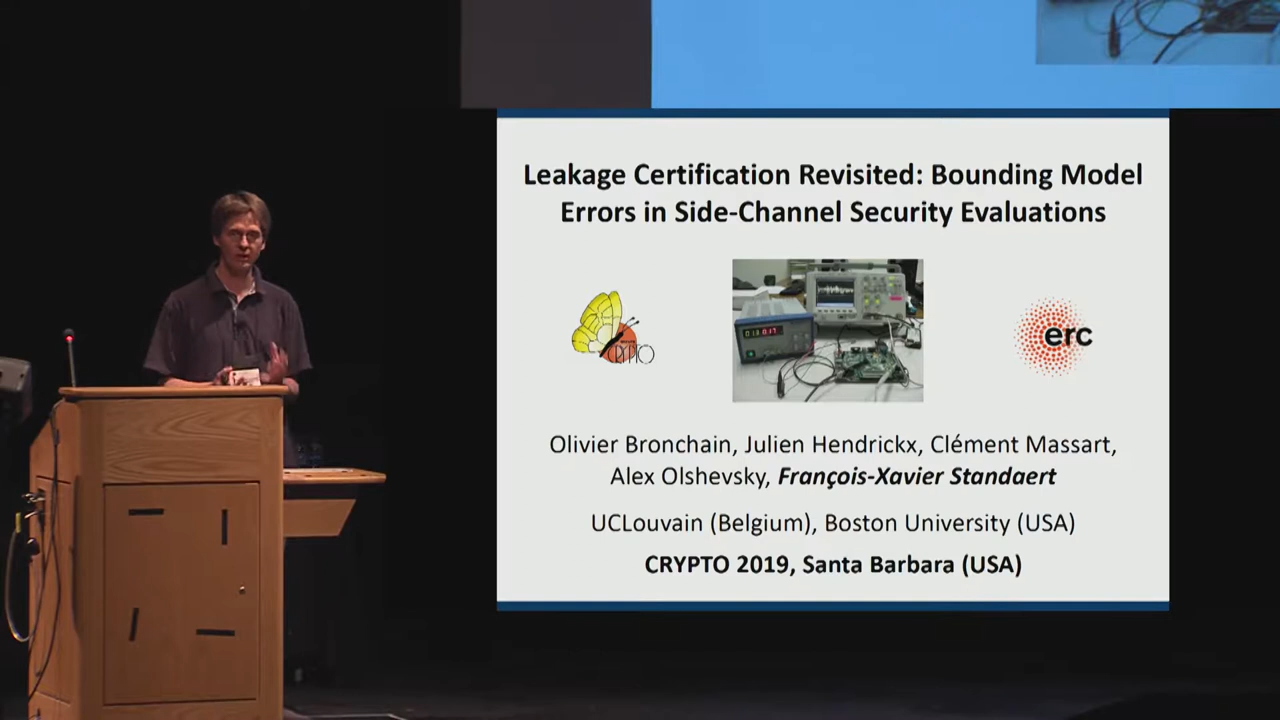 Leakage Certification Revisited: Bounding Model
Errors in Side-Channel Security Evaluations
CRYPTO
erc
Olivier Bronchain, Julien Hendrickx, Clément Massart,
Alex Olshevsky, François-Xavier Standaert
UCLouvain (Belgium), Boston University (USA)
CRYPTO 2019, Santa Barbara (USA)